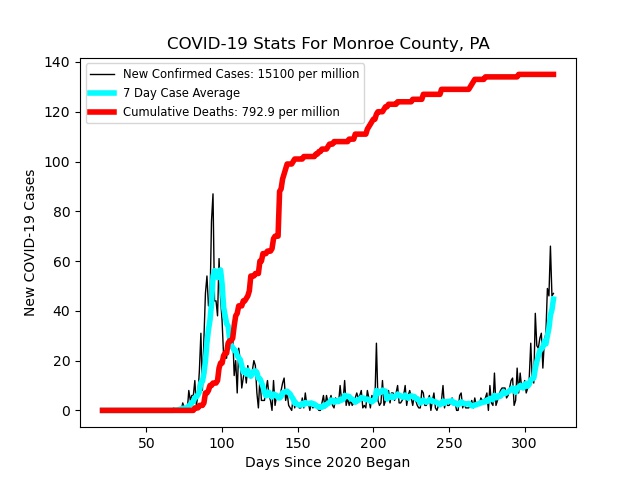 COVID-19 Stats For Monroe County, PA
New Confirmed Cases: 15100 per million
7 Day Case Average
Cumulative Deaths: 792.9 per million
New COVID-19 Cases
140
120
100
80
60
40
20
0
50 100 150 200 250 300
Days Since 2020 Began